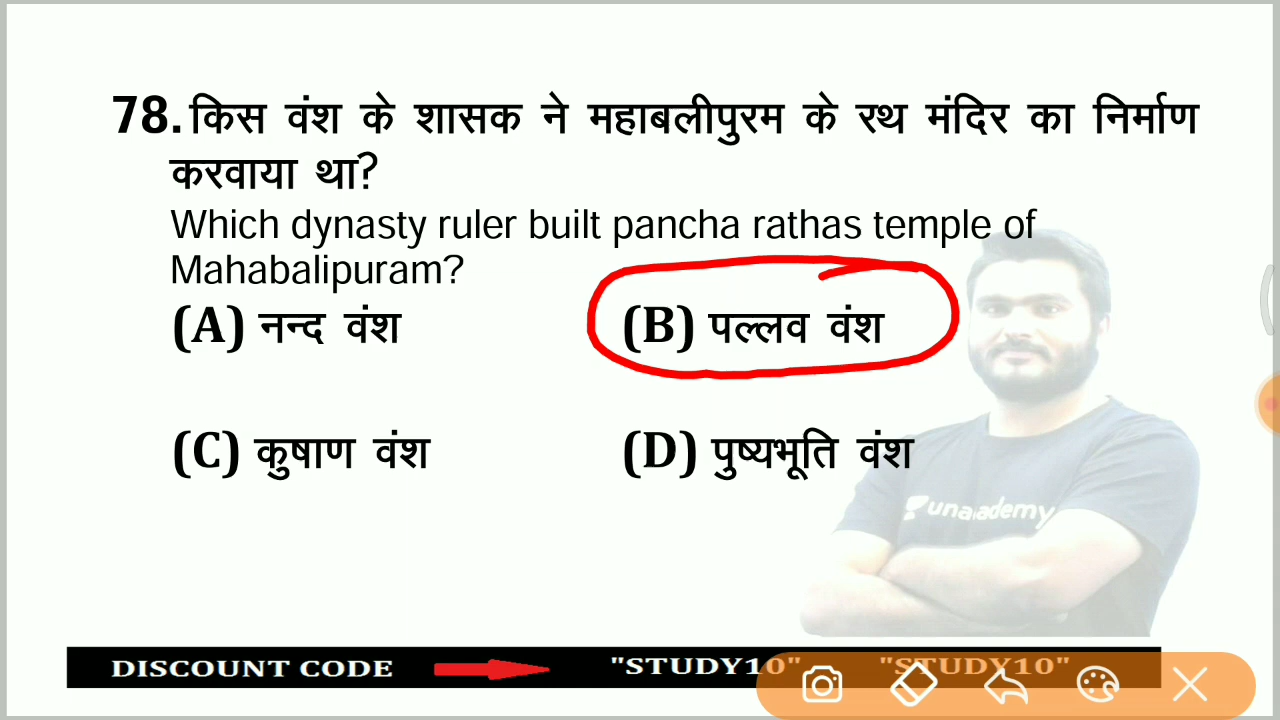 78. किस वंश के शासक ने महाबलीपुरम के रथ मंदिर का निर्माण
करवाया था?
Which dynasty ruler built pancha rathas temple of
Mahabalipuram?
(A) नन्द वंश (B) पल्लव वंश
(C) कुषाण वंश (D) पुष्यभूति वंश
unacademy
DISCOUNT CODE "STUDY10" "STUDY10"